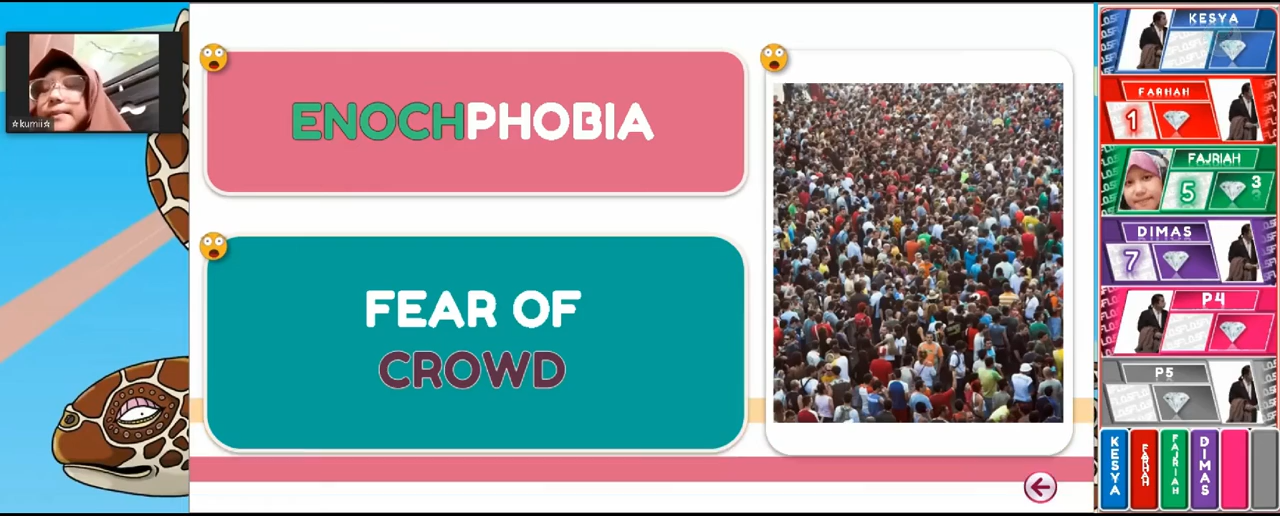 ☆kumii☆
ENOCHPHOBIA
FEAR OF
CROWD
KESYA
FARHAH
1
FAJRIAH
5
3
DIMAS
7
P4
P5
KESYA
FARHAH
FAJRIAH
DIMAS